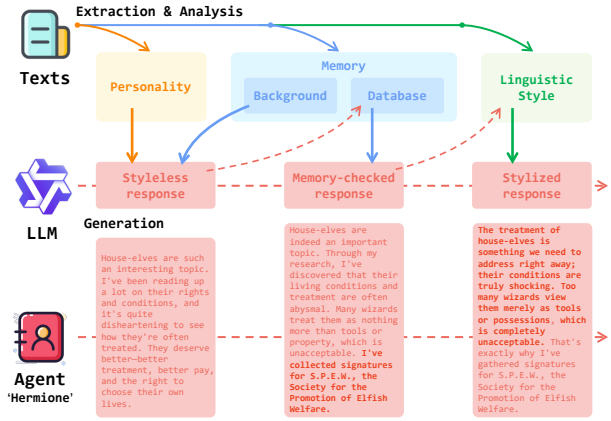 Extraction & Analysis
Texts
Personality
Memory
Background
Database
Linguistic
Style
Styleless
response
Memory-checked
response
Stylized
response
LLM
Generation
House-elves are such
an interesting topic.
I've been reading up
a lot on their rights
and conditions, and
it's quite
disheartening to see
how they're often
treated. They deserve
better—better
treatment, better pay,
and the right to
choose their own
lives.
House-elves are
indeed an important
topic. Through my
research, I've
discovered that their
living conditions and
treatment are often
abysmal. Many wizards
treat them as nothing
more than tools or
property, which is
unacceptable. I've
collected signatures
for S.P.E.W., the
Society for the
Promotion of Elfish
Welfare.
The treatment of
house-elves is
something we need to
address right away;
their conditions are
truly shocking. Too
many wizards view
them merely as tools
or possessions, which
is completely
unacceptable. That's
exactly why I've
gathered signatures
for S.P.E.W., the
Society for the
Promotion of Elfish
Welfare.
Agent
‘Hermione’